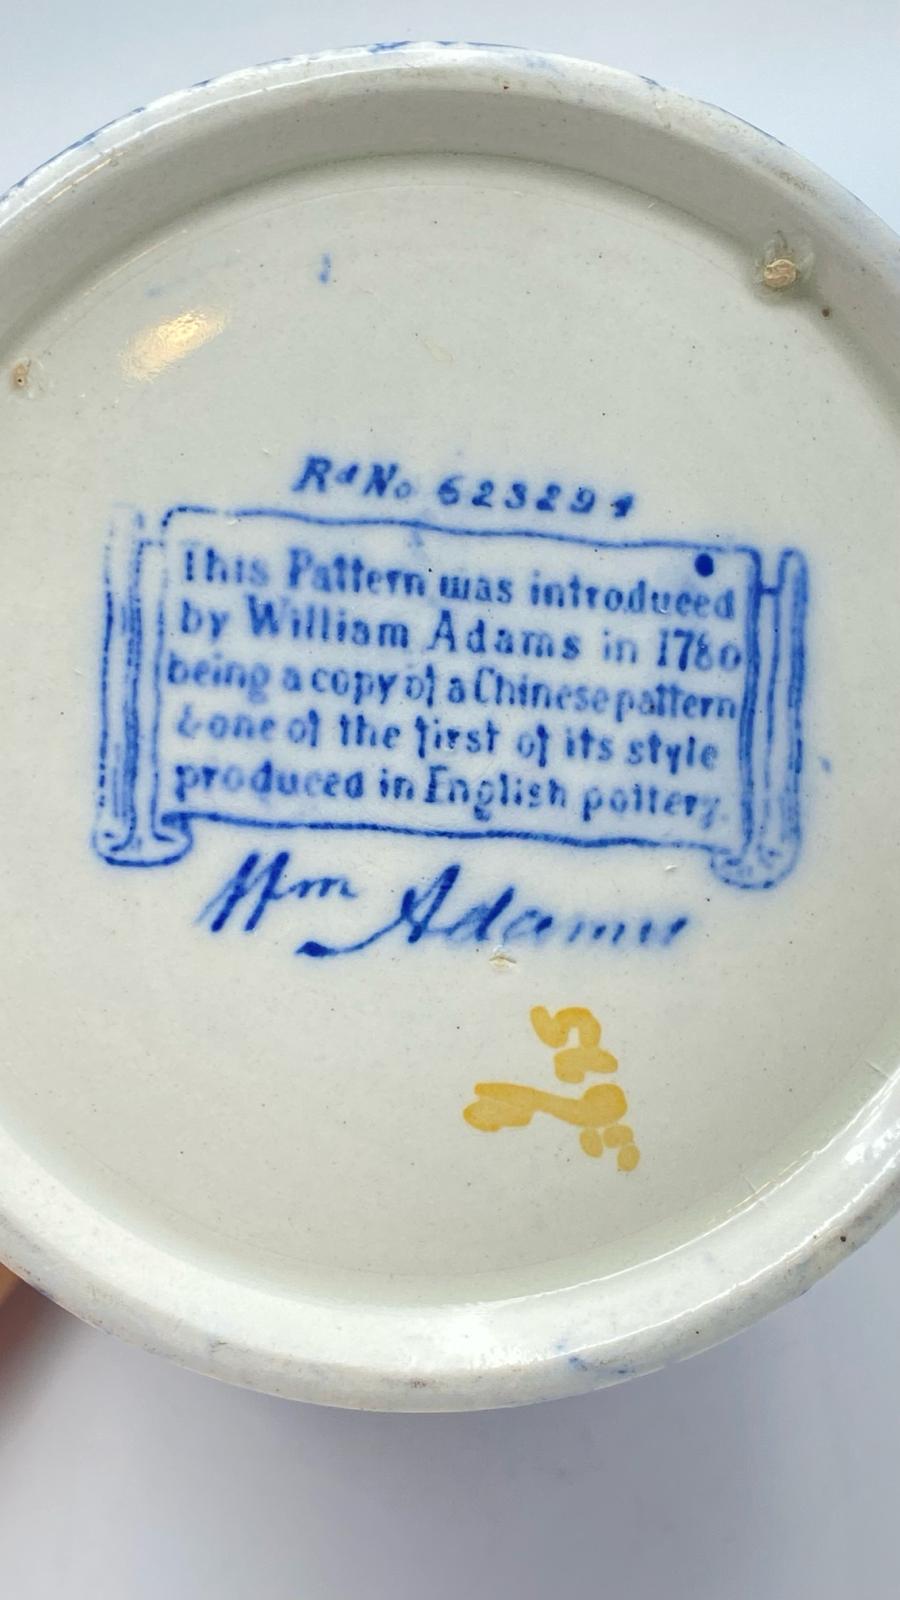 Rd No 623294
This Pattern was introduced
by William Adams in 1780
being a copy of a Chinese pattern
& one of the first of its style
produced in English pottery.
Wm Adams